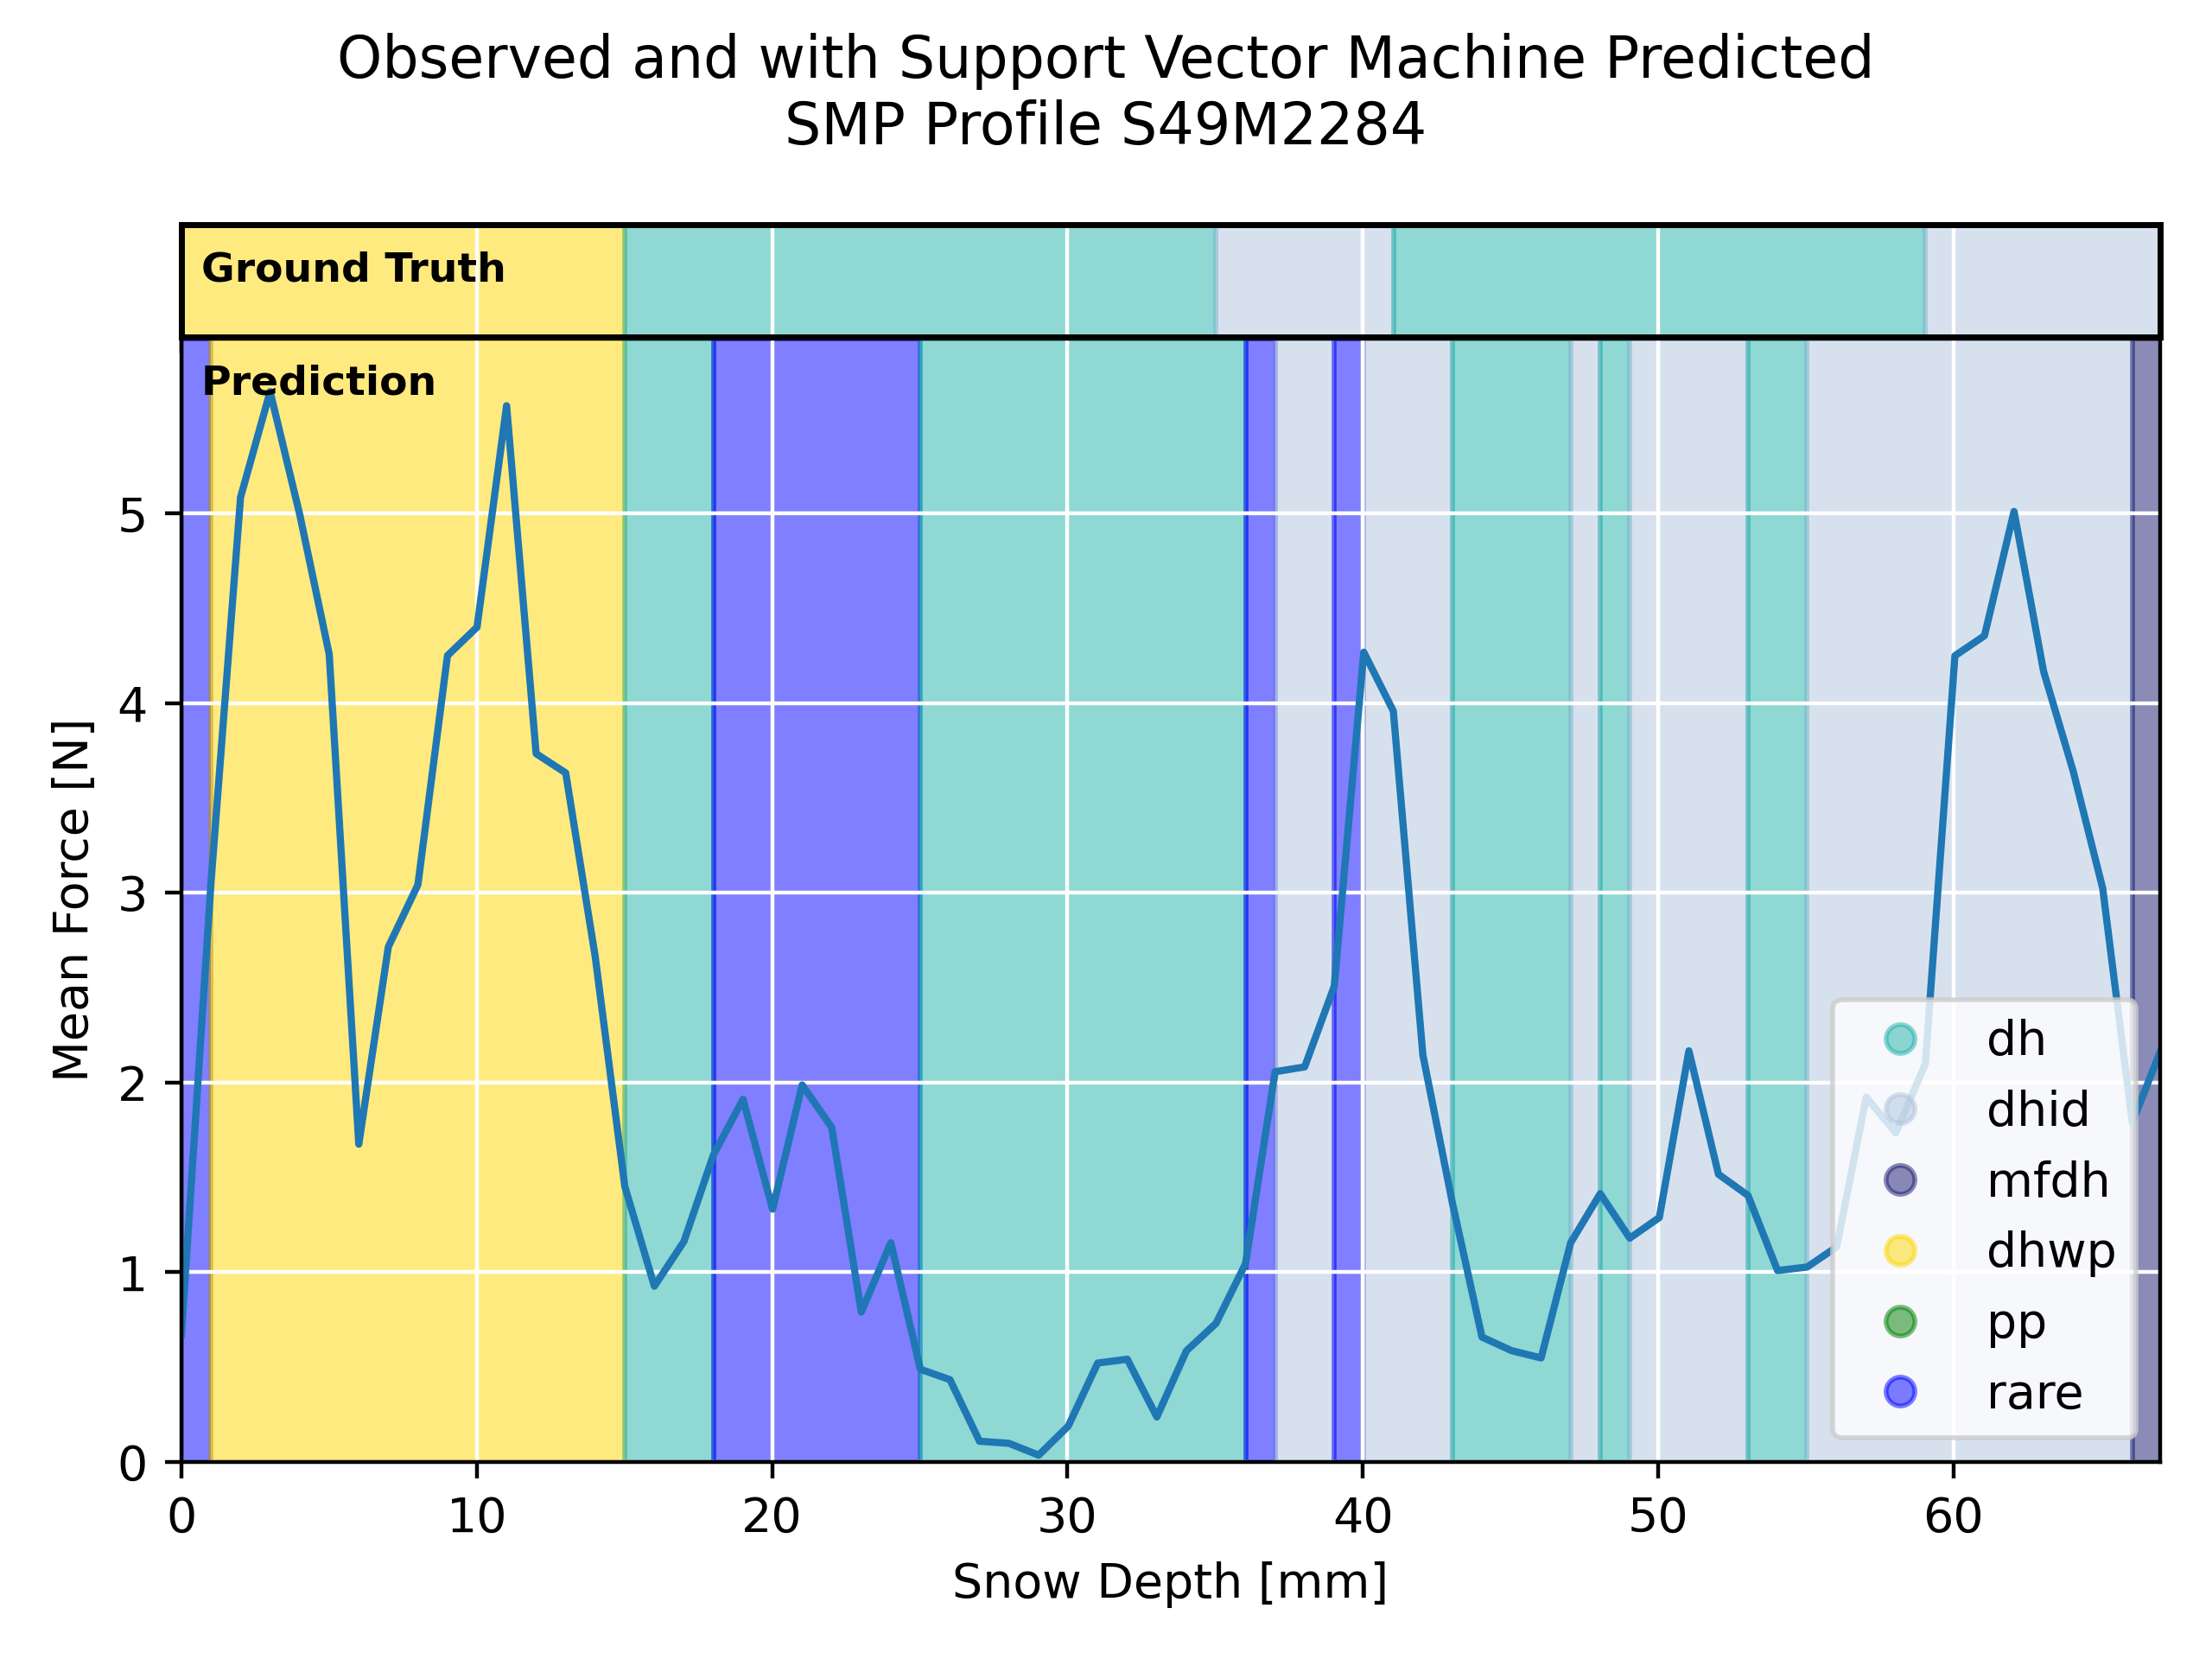 Observed and with Support Vector Machine Predicted
SMP Profile S49M2284
Ground Truth
Prediction
5
4
3
2
1
0
Mean Force [N]
dh
dhid
mfdh
dhwp
pp
rare
0 10 20 30 40 50 60
Snow Depth [mm]